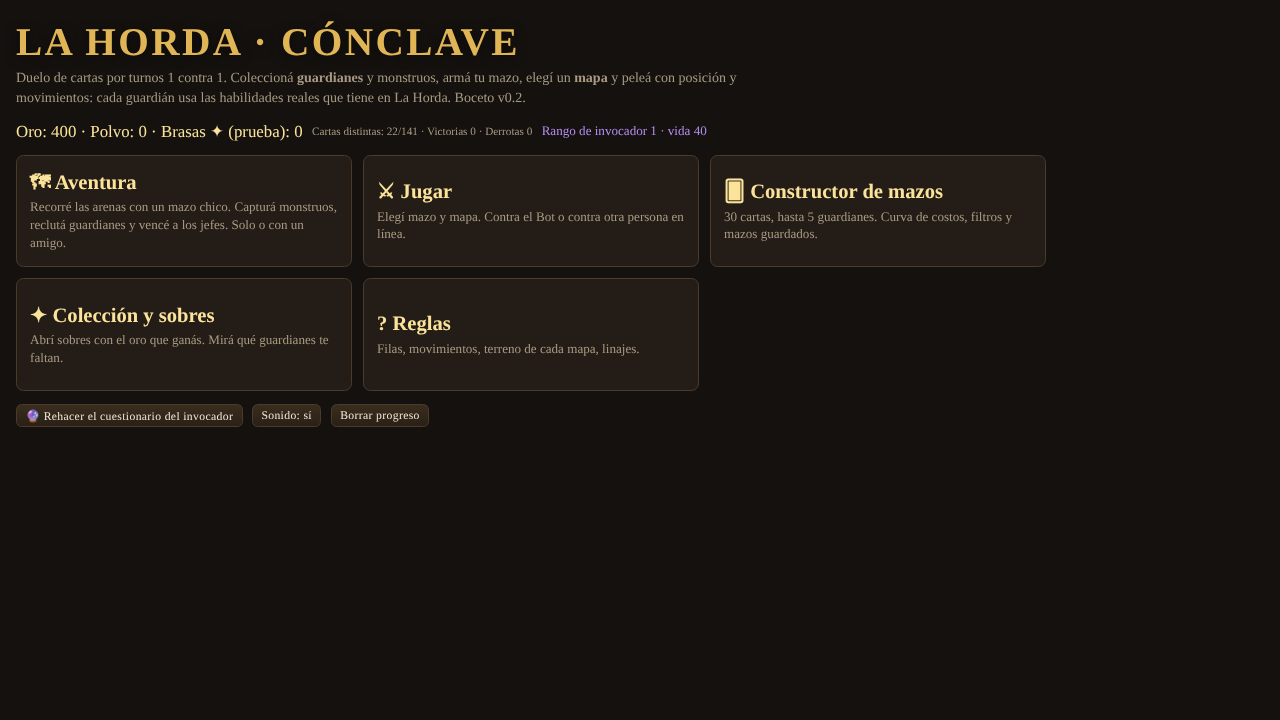 LA HORDA · CÓNCLAVE
Duelo de cartas por turnos 1 contra 1. Coleccioná guardianes y monstruos, armá tu mazo, elegí un mapa y peleá con posición y
movimientos: cada guardián usa las habilidades reales que tiene en La Horda. Boceto v0.2.
Oro: 400 · Polvo: 0 · Brasas ✦ (prueba): 0 Cartas distintas: 22/141 · Victorias 0 · Derrotas 0 Rango de invocador 1 · vida 40
🗺 Aventura
Recorré las arenas con un mazo chico. Capturá monstruos,
reclutá guardianes y vencé a los jefes. Solo o con un
amigo.
⚔ Jugar
Elegí mazo y mapa. Contra el Bot o contra otra persona en
línea.
🂠 Constructor de mazos
30 cartas, hasta 5 guardianes. Curva de costos, filtros y
mazos guardados.
✦ Colección y sobres
Abrí sobres con el oro que ganás. Mirá qué guardianes te
faltan.
? Reglas
Filas, movimientos, terreno de cada mapa, linajes.
🔮 Rehacer el cuestionario del invocador
Sonido: sí
Borrar progreso